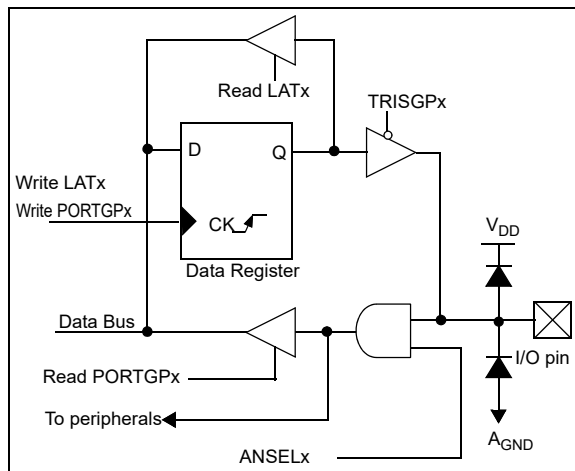 Read LATx
TRISGPx
D
Q
Write LATx
Write PORTGPx
CK
Data Register
VDD
Data Bus
I/O pin
Read PORTGPx
To peripherals
AGND
ANSELx